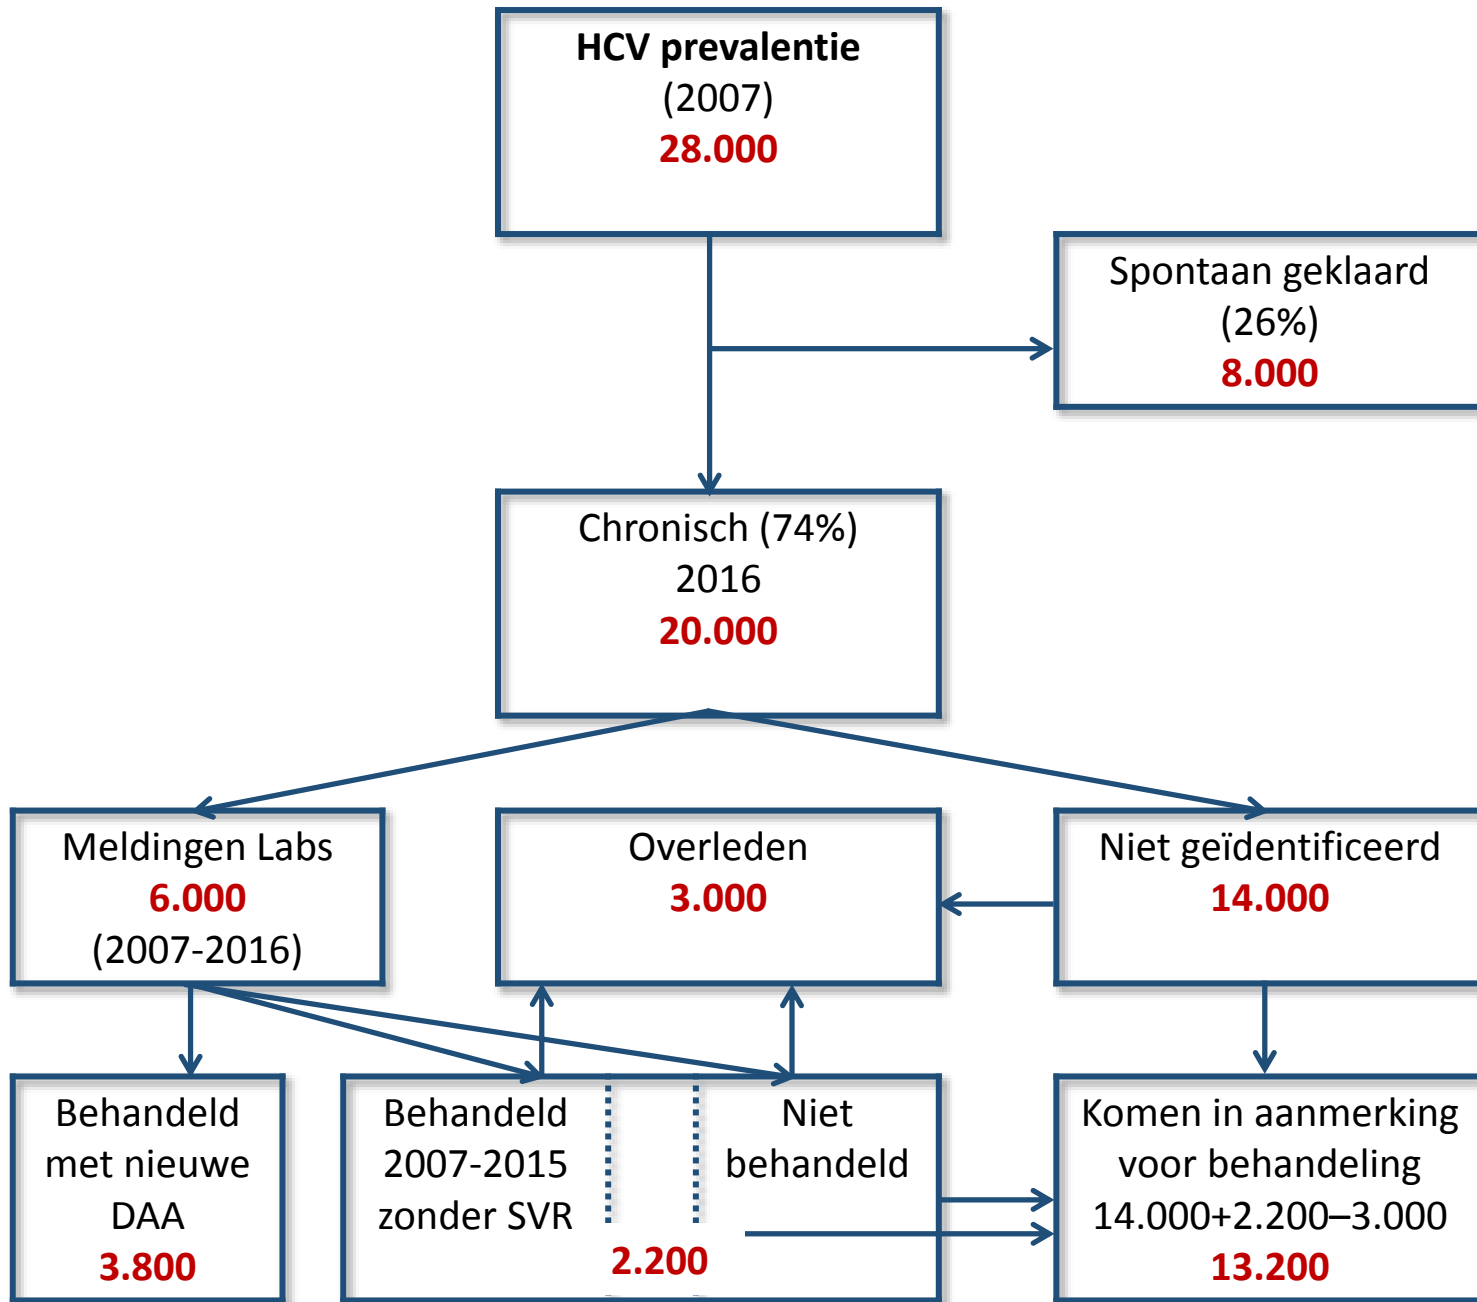 HCV prevalentie
(2007)
28.000
Spontaan geklaard
(26%)
8.000
Chronisch (74%)
2016
20.000
Meldingen Labs
6.000
(2007-2016)
Overleden
3.000
Niet geïdentificeerd
14.000
Behandeld
met nieuwe
DAA
3.800
Behandeld
2007-2015
zonder SVR
Niet
behandeld
2.200
Komen in aanmerking
voor behandeling
14.000+2.200–3.000
13.200